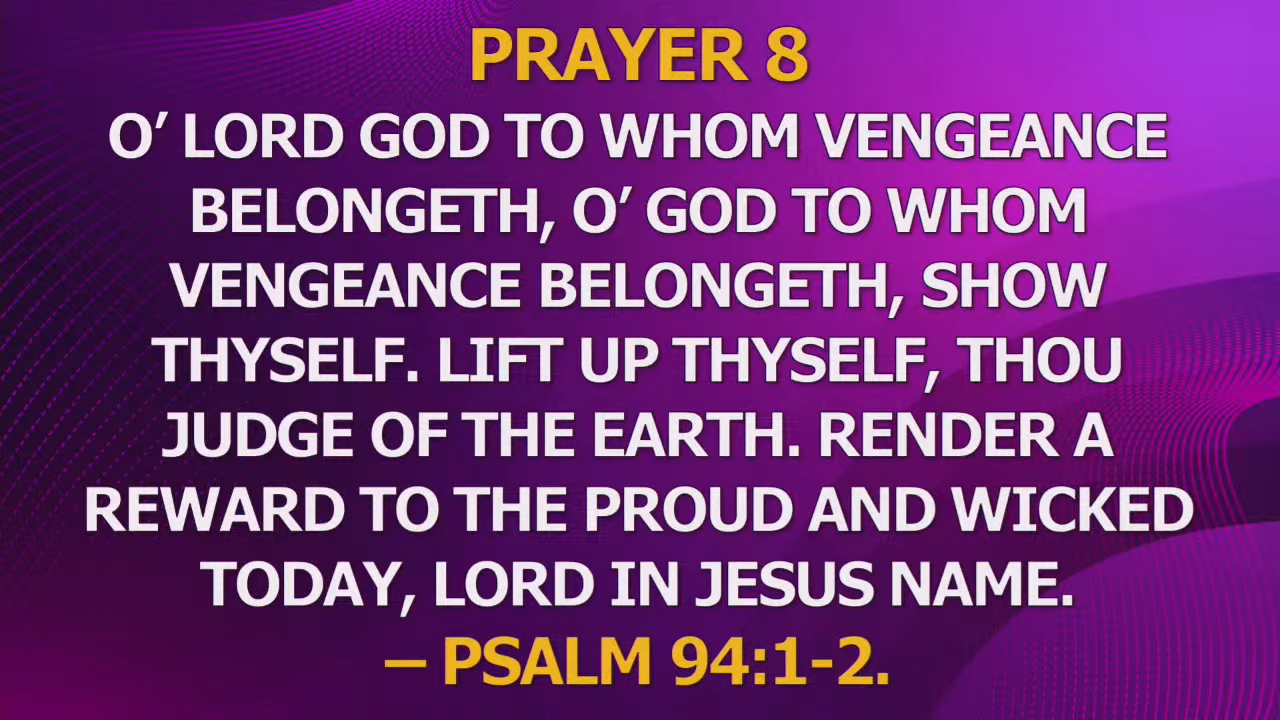 PRAYER 8
O’ LORD GOD TO WHOM VENGEANCE
BELONGETH, O’ GOD TO WHOM
VENGEANCE BELONGETH, SHOW
THYSELF. LIFT UP THYSELF, THOU
JUDGE OF THE EARTH. RENDER A
REWARD TO THE PROUD AND WICKED
TODAY, LORD IN JESUS NAME.
– PSALM 94:1-2.